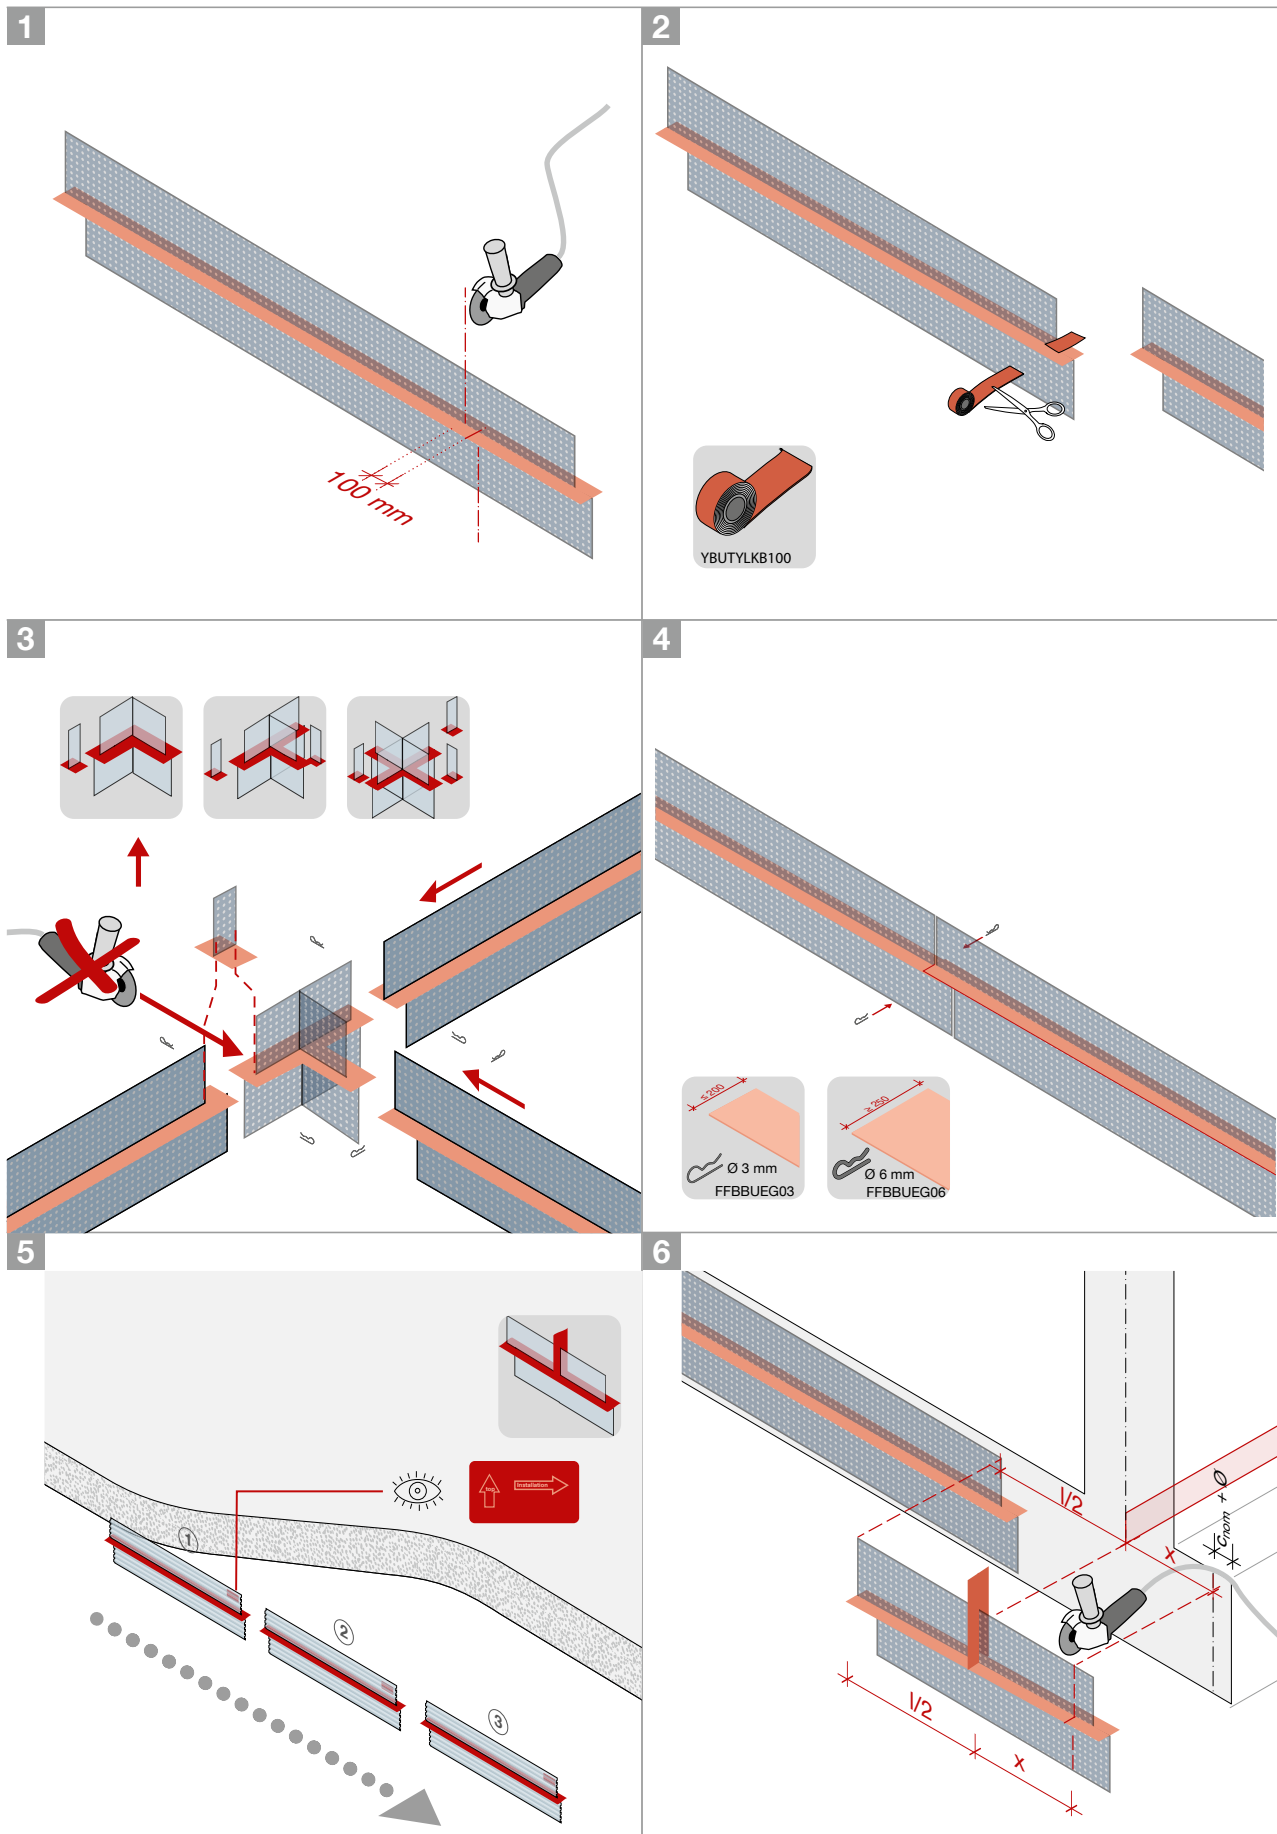 1
100 mm
2
YBUTYLKB100
3
4
≤ 200
Ø 3 mm
FFBBUEG03
≥ 250
Ø 6 mm
FFBBUEG06
5
top
Installation
1
2
3
6
l/2
x
cnom + Ø
l/2
x